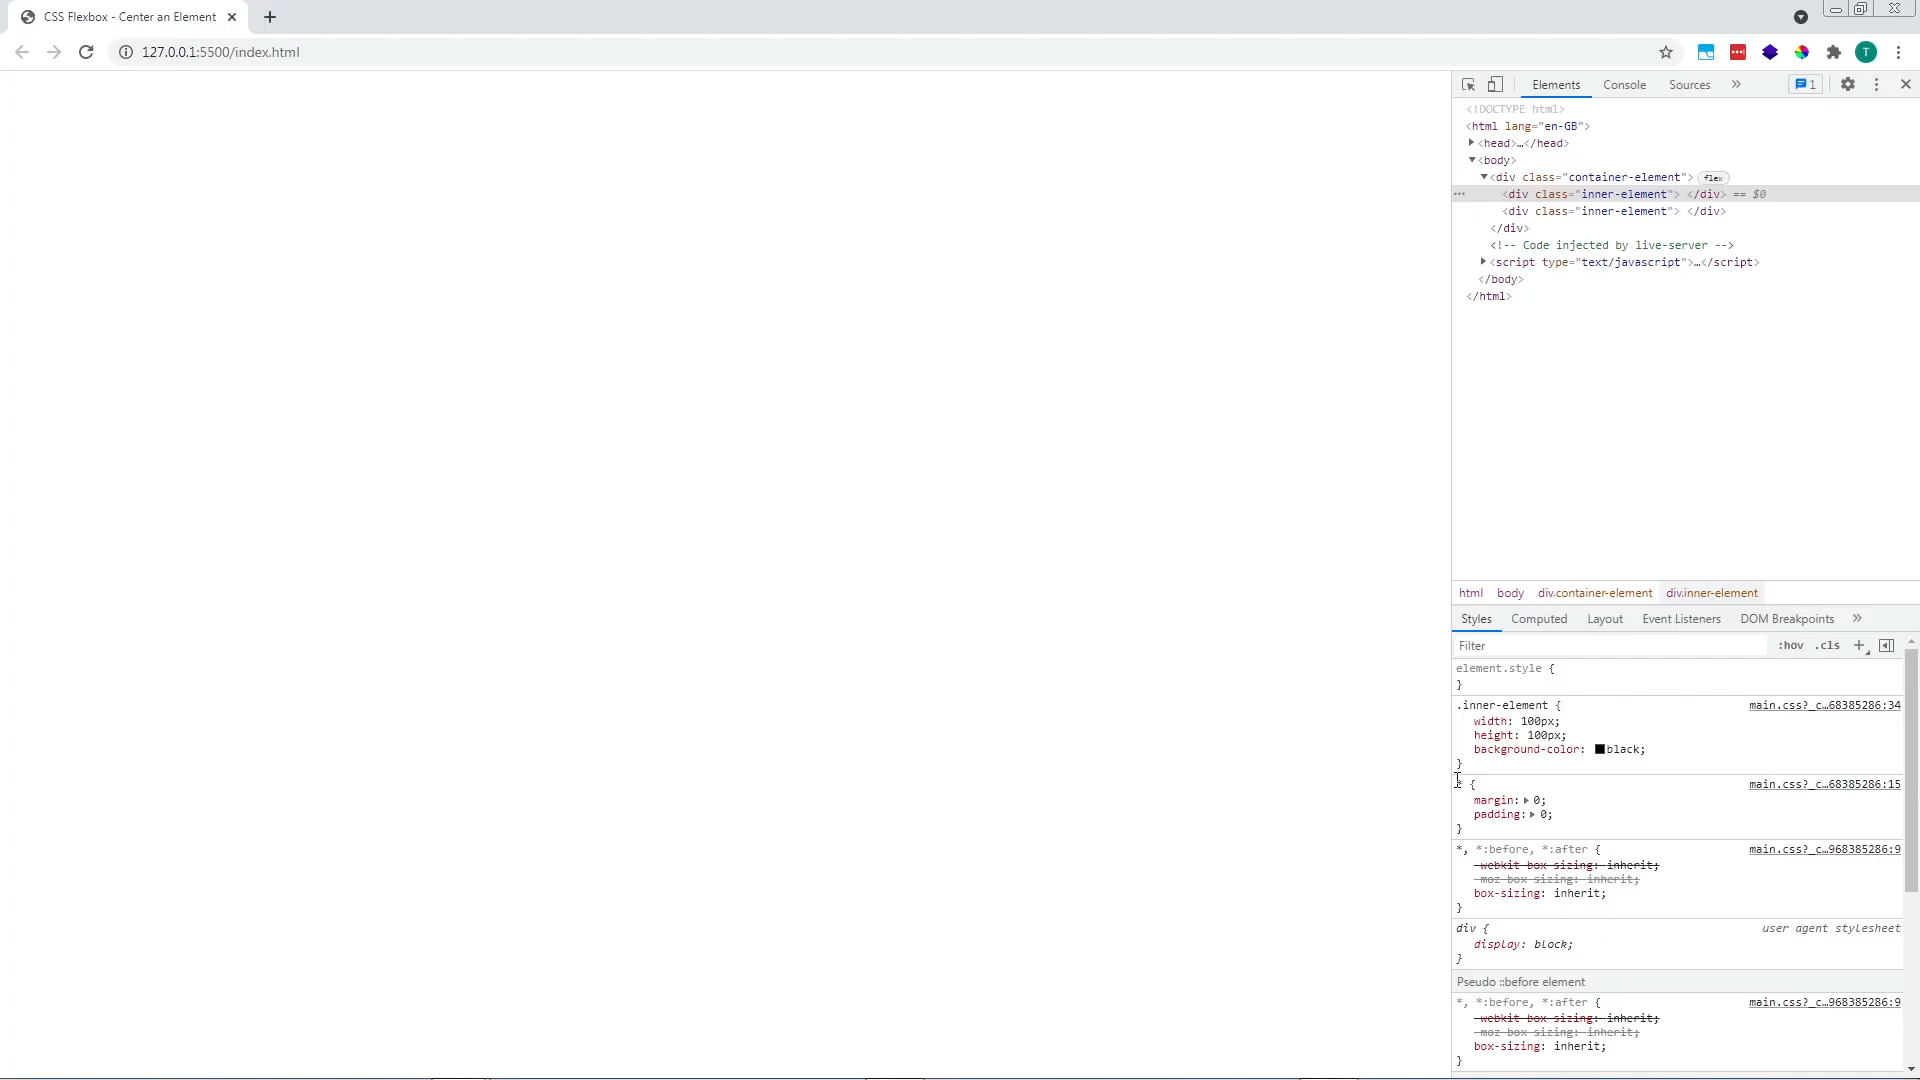 CSS Flexbox - Center an Element
127.0.0.1:5500/index.html
T
Elements Console Sources » 1
<!DOCTYPE html>
<html lang="en-GB">
<head>…</head>
<body>
<div class="container-element"> flex
<div class="inner-element"> </div> == $0
<div class="inner-element"> </div>
</div>
<!-- Code injected by live-server -->
<script type="text/javascript">…</script>
</body>
</html>
html body div.container-element div.inner-element
Styles Computed Layout Event Listeners DOM Breakpoints »
Filter :hov .cls +
element.style {
}
.inner-element { main.css?_c…68385286:34
width: 100px;
height: 100px;
background-color: black;
}
* { main.css?_c…68385286:15
margin: 0;
padding: 0;
}
*, *:before, *:after { main.css?_c…968385286:9
-webkit-box-sizing: inherit;
-moz-box-sizing: inherit;
box-sizing: inherit;
}
div { user agent stylesheet
display: block;
}
Pseudo ::before element
*, *:before, *:after { main.css?_c…968385286:9
-webkit-box-sizing: inherit;
-moz-box-sizing: inherit;
box-sizing: inherit;
}